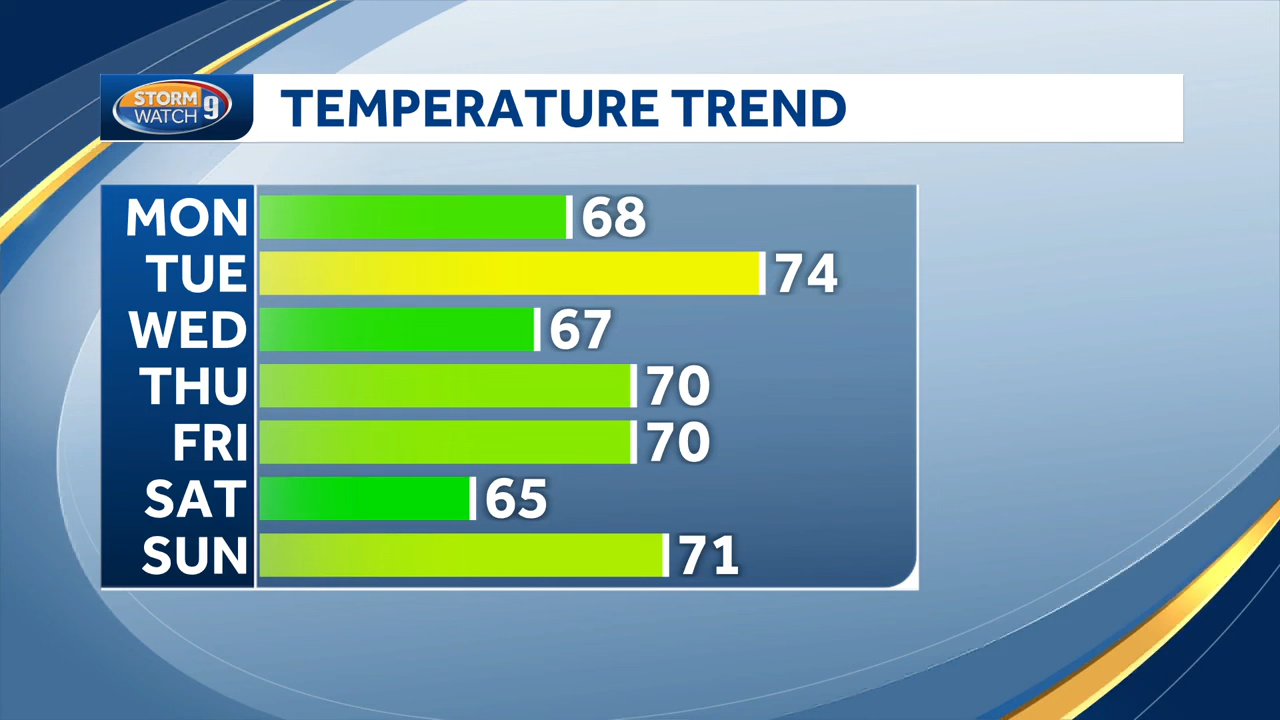 STORM
WATCH 9
TEMPERATURE TREND
MON 68
TUE 74
WED 67
THU 70
FRI 70
SAT 65
SUN 71